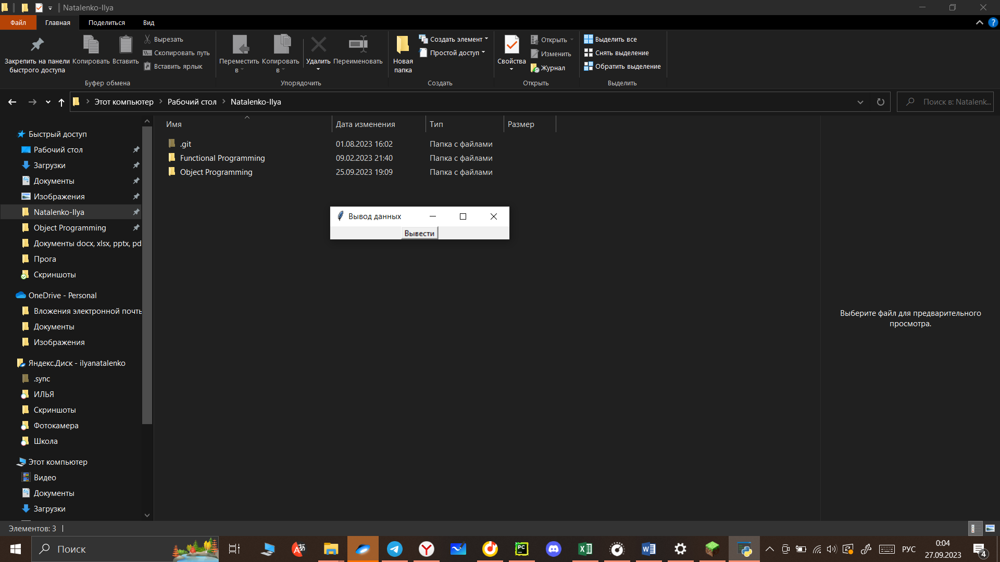 Natalenko-Ilya
Файл
Главная
Поделиться
Вид
?
Закрепить на панели
быстрого доступа
Копировать
Вставить
Вырезать
Скопировать путь
Вставить ярлык
Буфер обмена
Переместить
в
Копировать
в
Удалить
Переименовать
Упорядочить
Новая
папка
Создать элемент
Простой доступ
Создать
Свойства
Открыть
Изменить
Журнал
Открыть
Выделить все
Снять выделение
Обратить выделение
Выделить
Этот компьютер
Рабочий стол
Natalenko-Ilya
Поиск в: Natalenk...
Быстрый доступ
Рабочий стол
Загрузки
Документы
Изображения
Natalenko-Ilya
Object Programming
Документы docx, xlsx, pptx, pd
Прога
Скриншоты
OneDrive - Personal
Вложения электронной почты
Документы
Изображения
Яндекс.Диск - ilyanatalenko
.sync
ИЛЬЯ
Скриншоты
Фотокамера
Школа
Этот компьютер
Видео
Документы
Загрузки
Имя Дата изменения Тип Размер
.git 01.08.2023 16:02 Папка с файлами
Functional Programming 09.02.2023 21:40 Папка с файлами
Object Programming 25.09.2023 19:09 Папка с файлами
Вывод данных
Вывести
Выберите файл для предварительного
просмотра.
Элементов: 3
Поиск
PC
РУС
0:04
27.09.2023
4